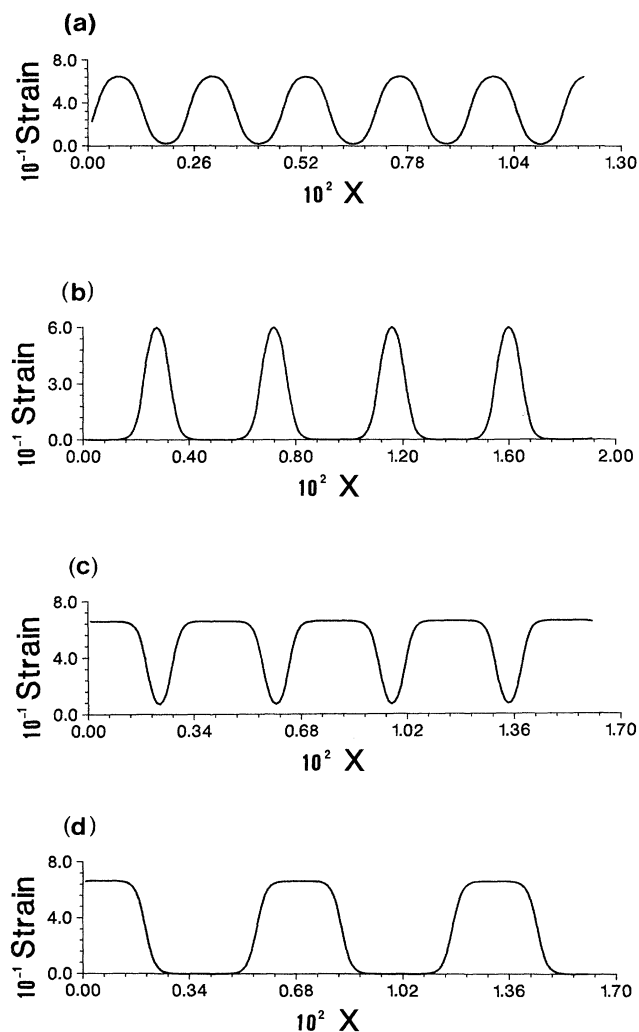 (a)
8.0
4.0
0.0
10⁻¹ Strain
0.00 0.26 0.52 0.78 1.04 1.30
10² X
(b)
6.0
3.0
0.0
10⁻¹ Strain
0.00 0.40 0.80 1.20 1.60 2.00
10² X
(c)
8.0
4.0
0.0
10⁻¹ Strain
0.00 0.34 0.68 1.02 1.36 1.70
10² X
(d)
8.0
4.0
0.0
10⁻¹ Strain
0.00 0.34 0.68 1.02 1.36 1.70
10² X